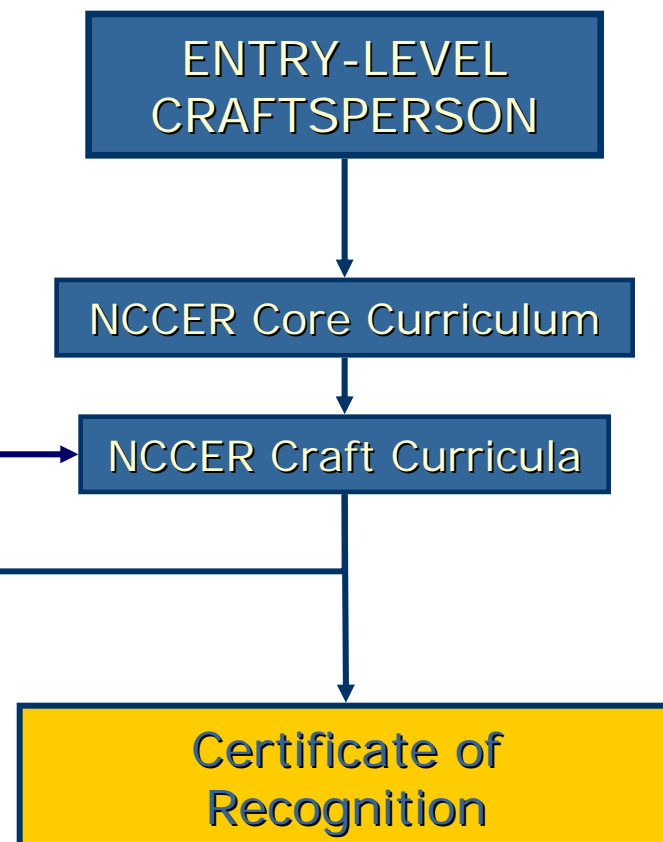 ENTRY-LEVEL
CRAFTSPERSON
NCCER Core Curriculum
NCCER Craft Curricula
Certificate of
Recognition